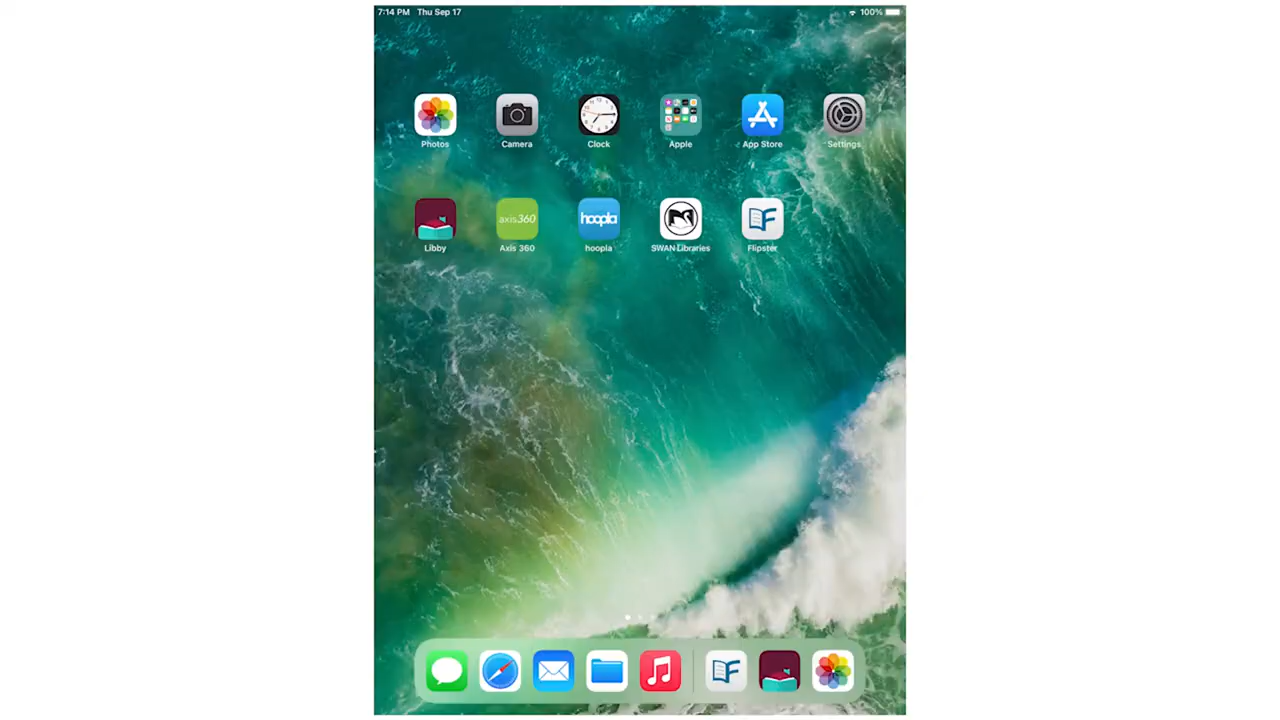 7:14 PM Thu Sep 17 100%
Photos Camera Clock Apple App Store Settings
axis360 hoopla
Libby Axis 360 hoopla SWAN Libraries Flipster